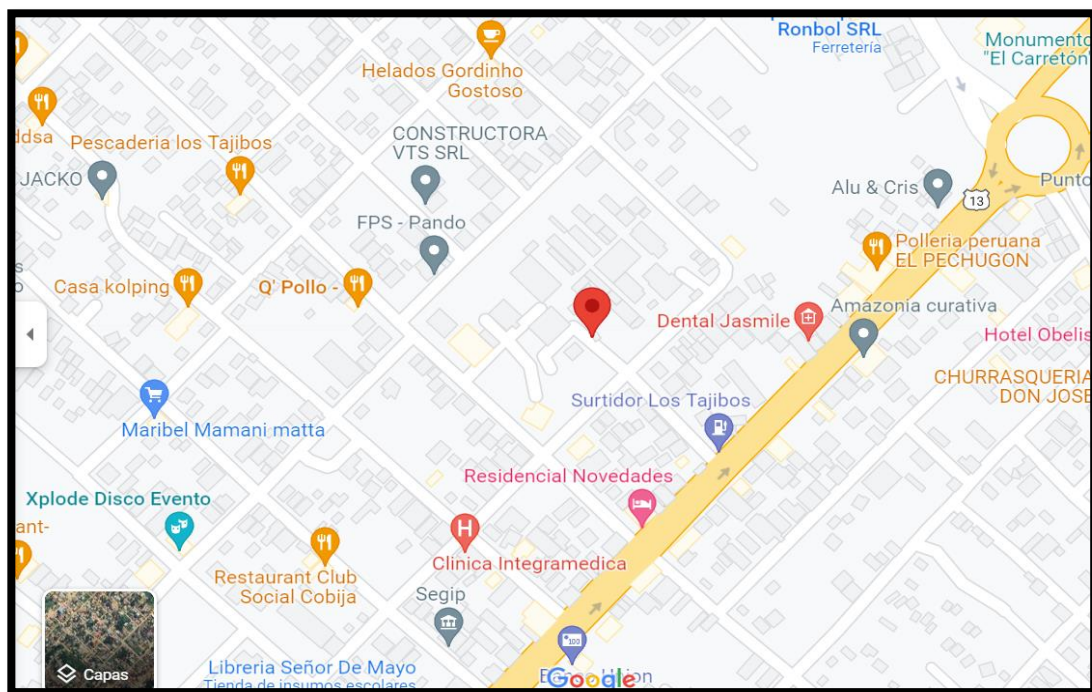 Ronbol SRL
Ferretería
Monumento
"El Carretón"
Helados Gordinho
Gostoso
ddsa
Pescaderia los Tajibos
CONSTRUCTORA
VTS SRL
JACKO
Alu & Cris
13
Punto
FPS - Pando
Polleria peruana
EL PECHUGON
Casa kolping
Q' Pollo -
Amazonia curativa
Dental Jasmile
Hotel Obelis
CHURRASQUERIA
DON JOSE
Surtidor Los Tajibos
Maribel Mamani matta
Residencial Novedades
Xplode Disco Evento
ant-
Clinica Integramedica
Restaurant Club
Social Cobija
Segip
Capas
Libreria Señor De Mayo
Tienda de insumos escolares
Google